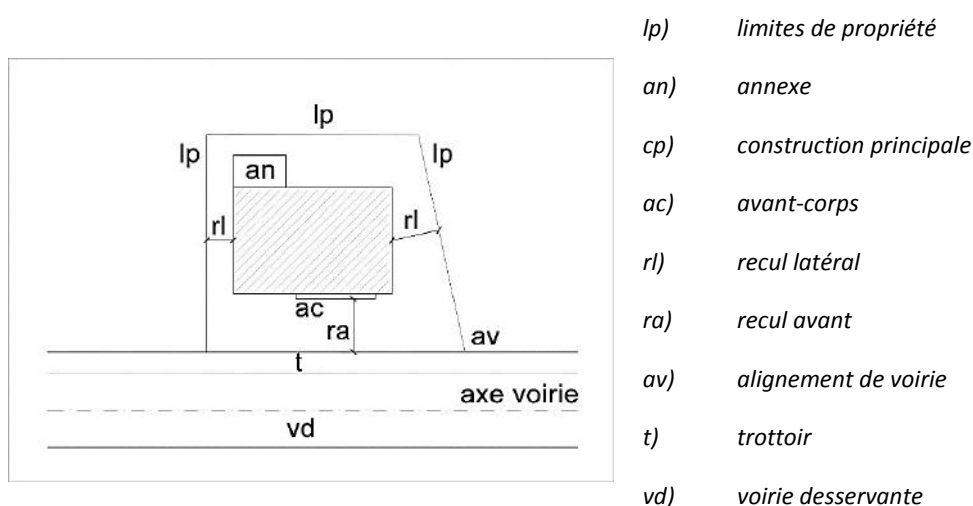 lp
lp
lp
an
rl
rl
ac
ra
av
t
axe voirie
vd
lp) limites de propriété
an) annexe
cp) construction principale
ac) avant-corps
rl) recul latéral
ra) recul avant
av) alignement de voirie
t) trottoir
vd) voirie desservante